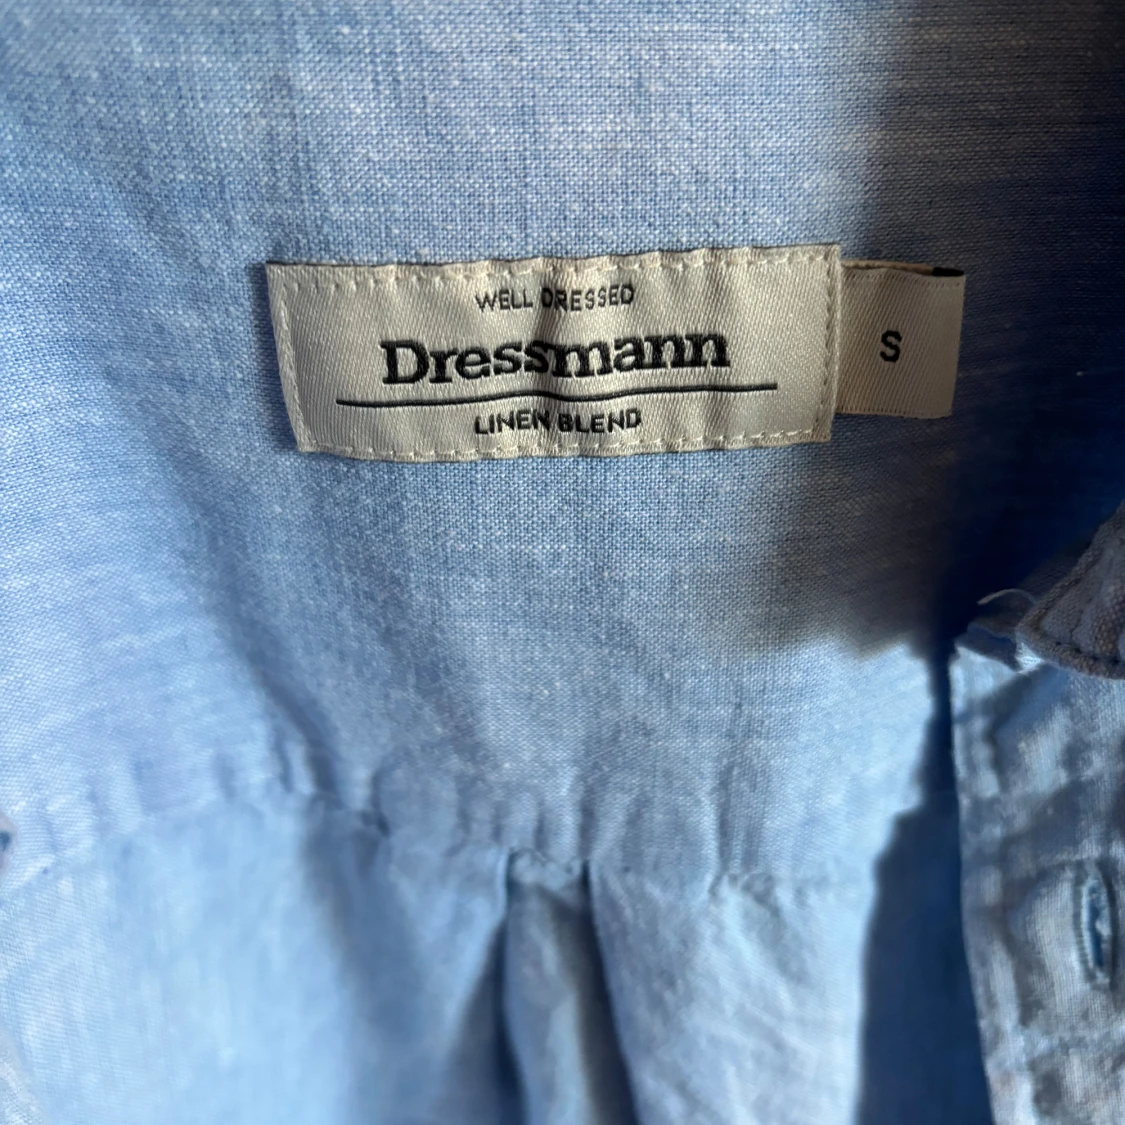 WELL DRESSED
Dressmann
LINEN BLEND
S